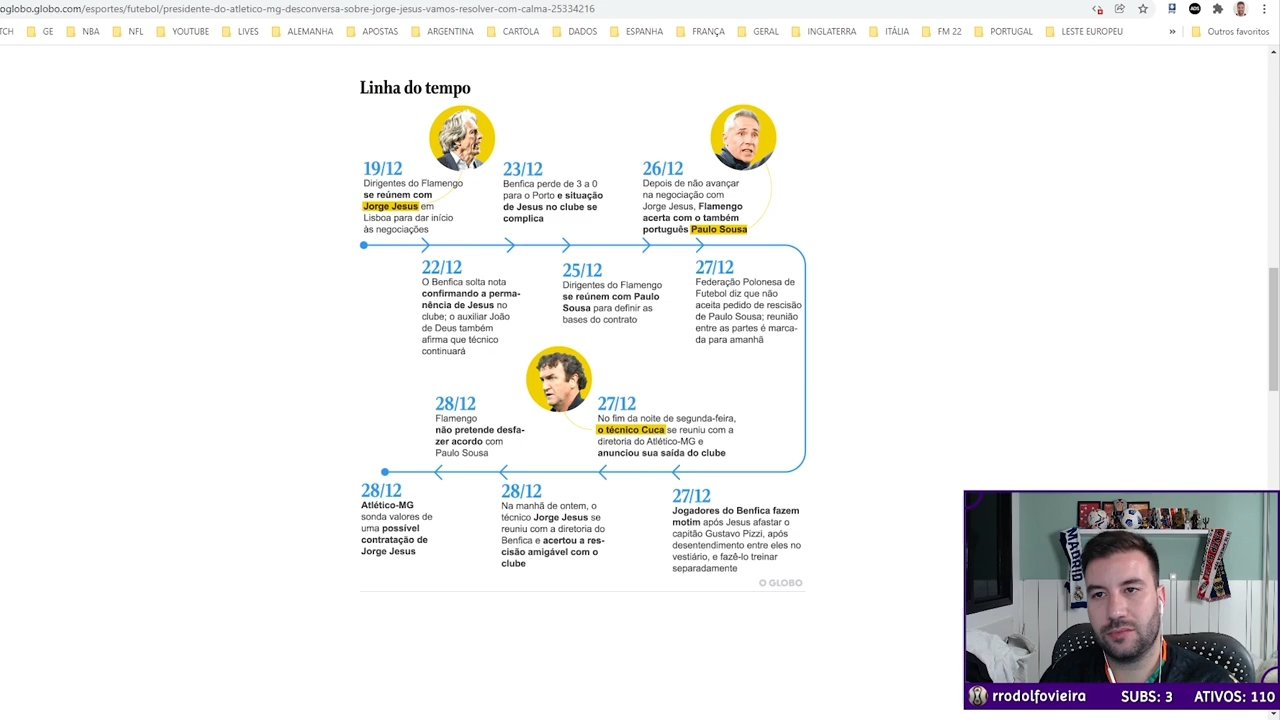 oglobo.globo.com/esportes/futebol/presidente-do-atletico-mg-desconversa-sobre-jorge-jesus-vamos-resolver-com-calma-25334216
TCH GE NBA NFL YOUTUBE LIVES ALEMANHA APOSTAS ARGENTINA CARTOLA DADOS ESPANHA FRANÇA GERAL INGLATERRA ITÁLIA FM 22 PORTUGAL LESTE EUROPEU » Outros favoritos
Linha do tempo
19/12
Dirigentes do Flamengo
se reúnem com
Jorge Jesus em
Lisboa para dar início
às negociações
22/12
O Benfica solta nota
confirmando a perma-
nência de Jesus no
clube; o auxiliar João
de Deus também
afirma que técnico
continuará
23/12
Benfica perde de 3 a 0
para o Porto e situação
de Jesus no clube se
complica
25/12
Dirigentes do Flamengo
se reúnem com Paulo
Sousa para definir as
bases do contrato
26/12
Depois de não avançar
na negociação com
Jorge Jesus, Flamengo
acerta com o também
português Paulo Sousa
27/12
Federação Polonesa de
Futebol diz que não
aceita pedido de rescisão
de Paulo Sousa; reunião
entre as partes é marca-
da para amanhã
27/12
Jogadores do Benfica fazem
motim após Jesus afastar o
capitão Gustavo Pizzi, após
desentendimento entre eles no
vestiário, e fazê-lo treinar
separadamente
27/12
No fim da noite de segunda-feira,
o técnico Cuca se reuniu com a
diretoria do Atlético-MG e
anunciou sua saída do clube
28/12
Na manhã de ontem, o
técnico Jorge Jesus se
reuniu com a diretoria do
Benfica e acertou a res-
cisão amigável com o
clube
28/12
Flamengo
não pretende desfa-
zer acordo com
Paulo Sousa
28/12
Atlético-MG
sonda valores de
uma possível
contratação de
Jorge Jesus
O GLOBO
MADRID
rrodolfovieira SUBS: 3 ATIVOS: 110